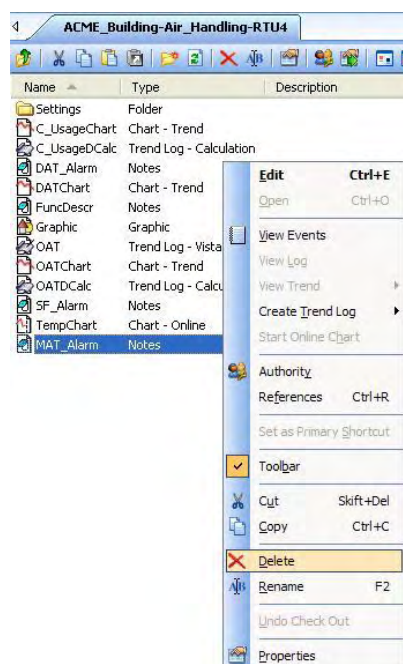 ACME_Building-Air_Handling-RTU4
Name Type Description
Settings Folder
C_UsageChart Chart - Trend
C_UsageDCalc Trend Log - Calculation
DAT_Alarm Notes
DATChart Chart - Trend
FuncDescr Notes
Graphic Graphic
OAT Trend Log - Vista
OATChart Chart - Trend
OATDCalc Trend Log - Calcu
SF_Alarm Notes
TempChart Chart - Online
MAT_Alarm Notes
Edit Ctrl+E
Open Ctrl+O
View Events
View Log
View Trend
Create Trend Log
Start Online Chart
Authority
References Ctrl+R
Set as Primary Shortcut
Toolbar
Cut Skift+Del
Copy Ctrl+C
Delete
Rename F2
Undo Check Out
Properties